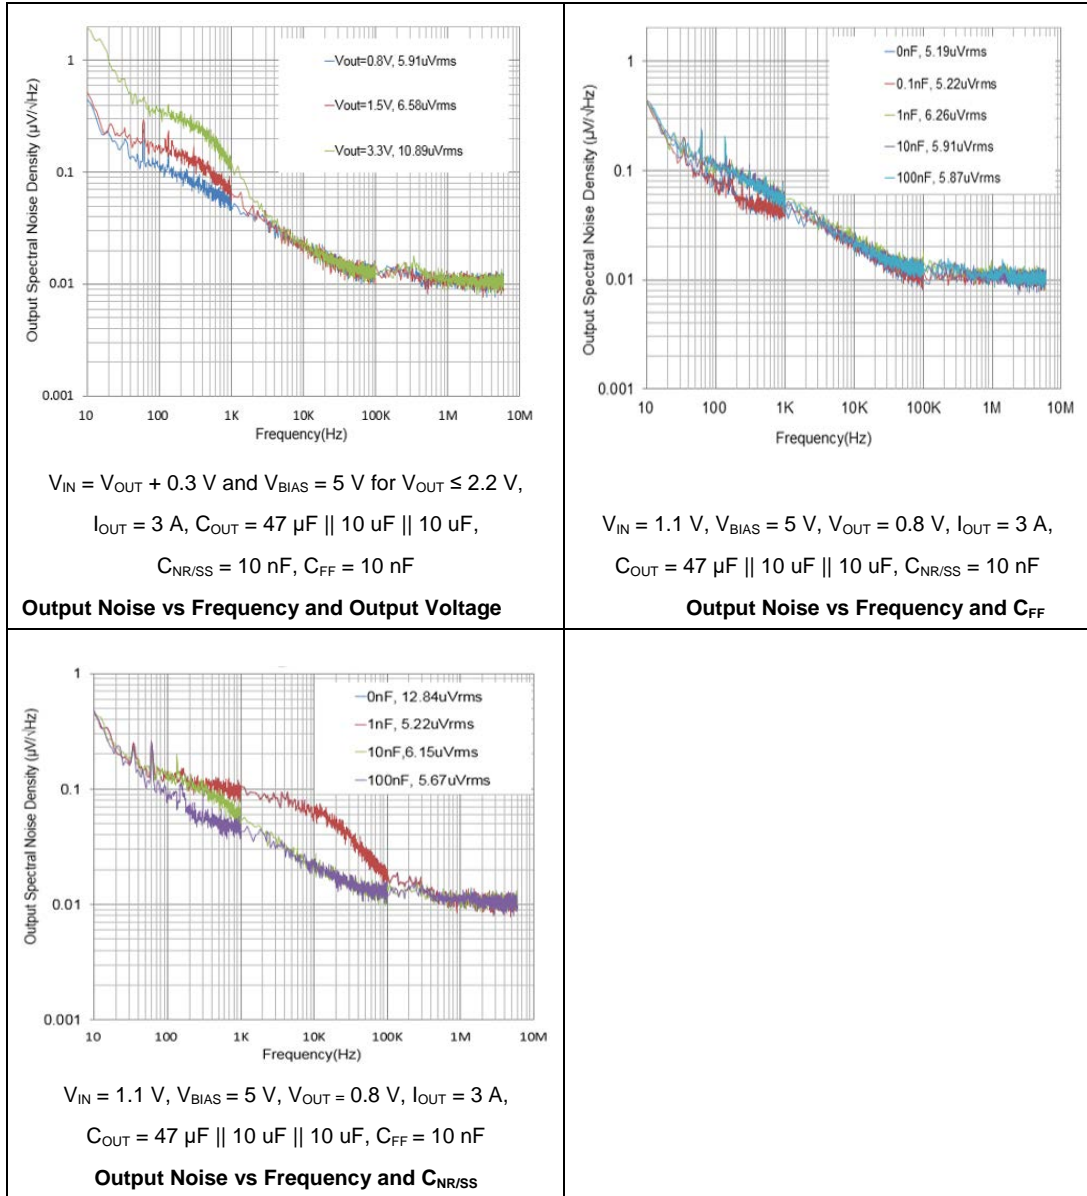 Output Spectral Noise Density (µV/√Hz)
1
0.1
0.01
0.001
Vout=0.8V, 5.91uVrms
Vout=1.5V, 6.58uVrms
Vout=3.3V, 10.89uVrms
10 100 1K 10K 100K 1M 10M
Frequency(Hz)
VIN = VOUT + 0.3 V and VBIAS = 5 V for VOUT ≤ 2.2 V,
IOUT = 3 A, COUT = 47 µF || 10 uF || 10 uF,
CNR/SS = 10 nF, CFF = 10 nF
Output Noise vs Frequency and Output Voltage
Output Spectral Noise Density (µV/√Hz)
1
0.1
0.01
0.001
0nF, 5.19uVrms
0.1nF, 5.22uVrms
1nF, 6.26uVrms
10nF, 5.91uVrms
100nF, 5.87uVrms
10 100 1K 10K 100K 1M 10M
Frequency(Hz)
VIN = 1.1 V, VBIAS = 5 V, VOUT = 0.8 V, IOUT = 3 A,
COUT = 47 µF || 10 uF || 10 uF, CNR/SS = 10 nF
Output Noise vs Frequency and CFF
Output Spectral Noise Density (µV/√Hz)
1
0.1
0.01
0.001
0nF, 12.84uVrms
1nF, 5.22uVrms
10nF,6.15uVrms
100nF, 5.67uVrms
10 100 1K 10K 100K 1M 10M
Frequency(Hz)
VIN = 1.1 V, VBIAS = 5 V, VOUT = 0.8 V, IOUT = 3 A,
COUT = 47 µF || 10 uF || 10 uF, CFF = 10 nF
Output Noise vs Frequency and CNR/SS